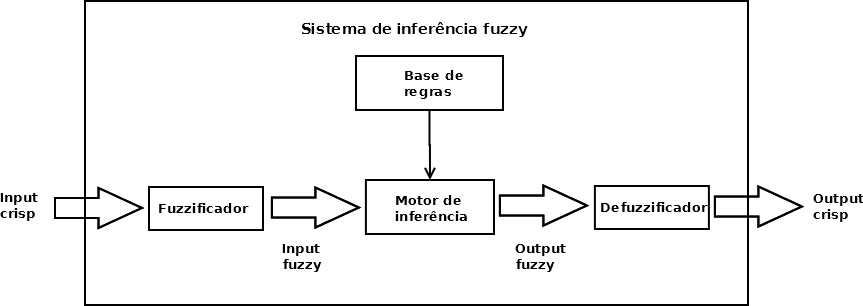 Sistema de inferência fuzzy
Base de
regras
Input
crisp
Fuzzificador
Motor de
inferência
Defuzzificador
Output
crisp
Input
fuzzy
Output
fuzzy